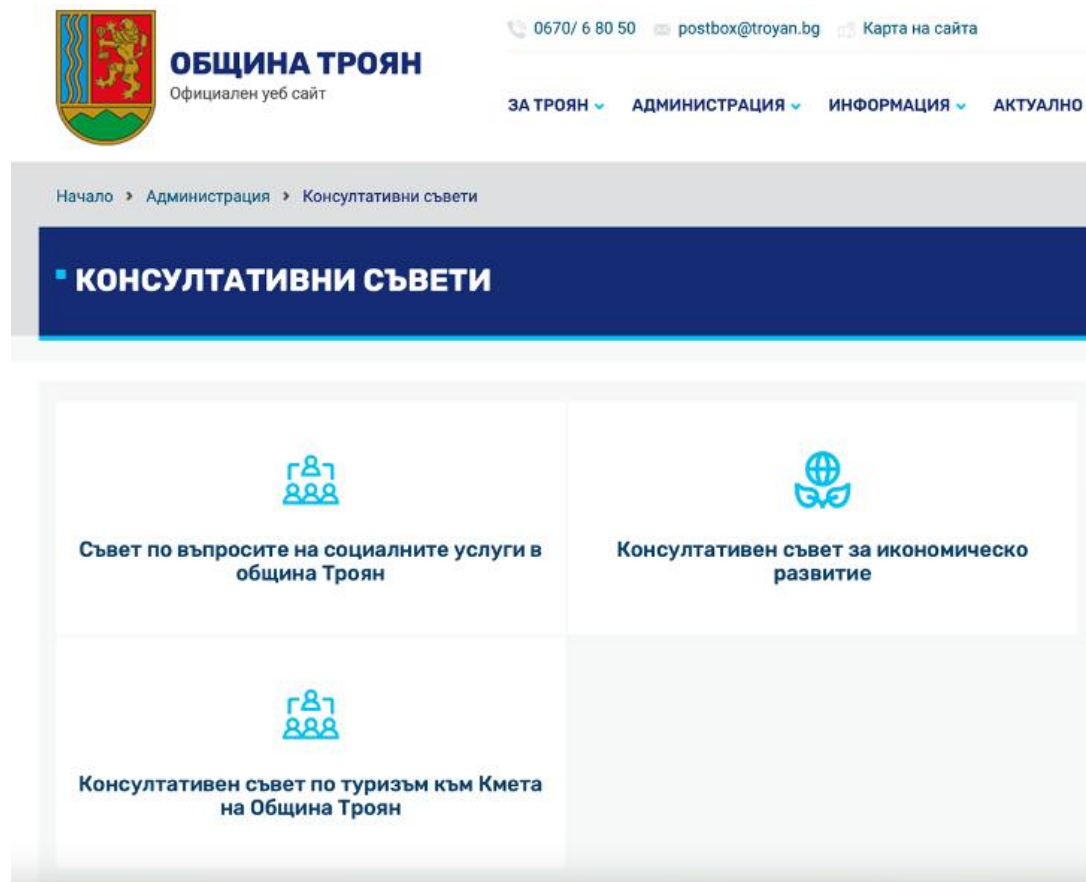 0670/ 6 80 50 postbox@troyan.bg Карта на сайта
ОБЩИНА ТРОЯН
Официален уеб сайт
ЗА ТРОЯН АДМИНИСТРАЦИЯ ИНФОРМАЦИЯ АКТУАЛНО
Начало > Администрация > Консултативни съвети
КОНСУЛТАТИВНИ СЪВЕТИ
Съвет по въпросите на социалните услуги в
община Троян
Консултативен съвет за икономическо
развитие
Консултативен съвет по туризъм към Кмета
на Община Троян